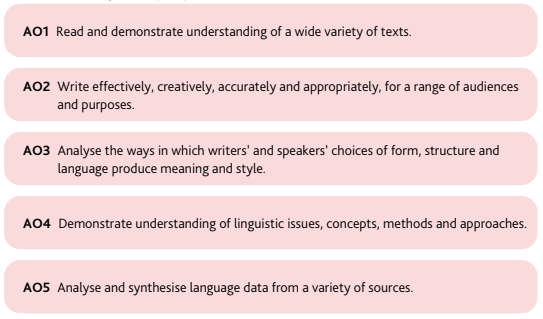 AO1 Read and demonstrate understanding of a wide variety of texts.
AO2 Write effectively, creatively, accurately and appropriately, for a range of audiences
and purposes.
AO3 Analyse the ways in which writers' and speakers' choices of form, structure and
language produce meaning and style.
AO4 Demonstrate understanding of linguistic issues, concepts, methods and approaches.
AO5 Analyse and synthesise language data from a variety of sources.